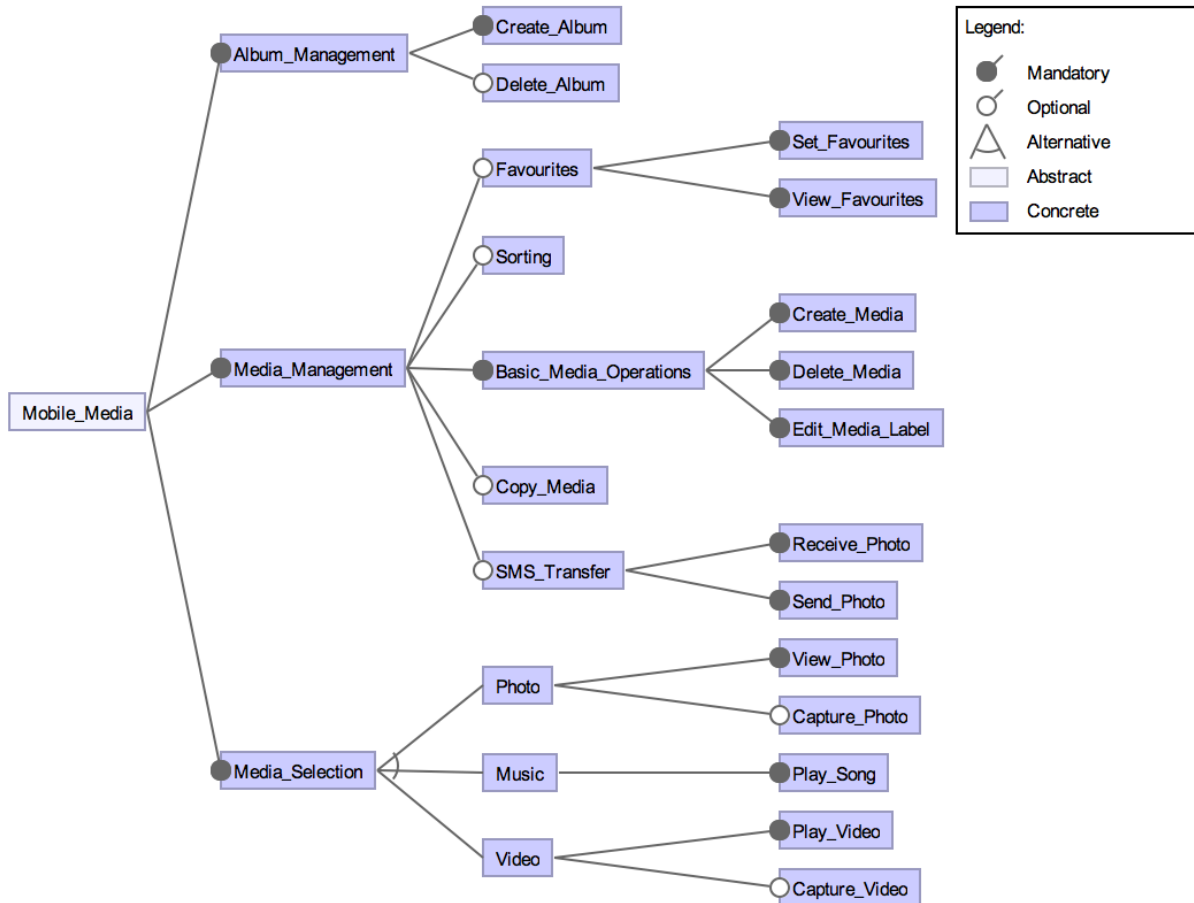 Create_Album
Album_Management
Delete_Album
Set_Favourites
Favourites
View_Favourites
Sorting
Create_Media
Media_Management
Basic_Media_Operations
Delete_Media
Mobile_Media
Edit_Media_Label
Copy_Media
Receive_Photo
SMS_Transfer
Send_Photo
View_Photo
Photo
Capture_Photo
Media_Selection
Music
Play_Song
Play_Video
Video
Capture_Video
Legend:
Mandatory
Optional
Alternative
Abstract
Concrete